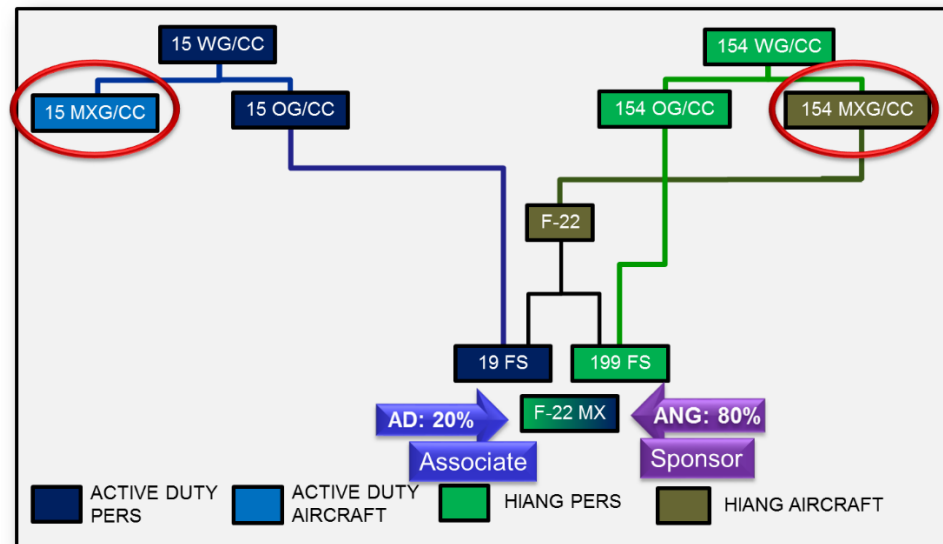 15 WG/CC
154 WG/CC
15 MXG/CC
15 OG/CC
154 OG/CC
154 MXG/CC
F-22
19 FS
199 FS
AD: 20%
F-22 MX
ANG: 80%
Associate
Sponsor
ACTIVE DUTY
PERS
ACTIVE DUTY
AIRCRAFT
HIANG PERS
HIANG AIRCRAFT